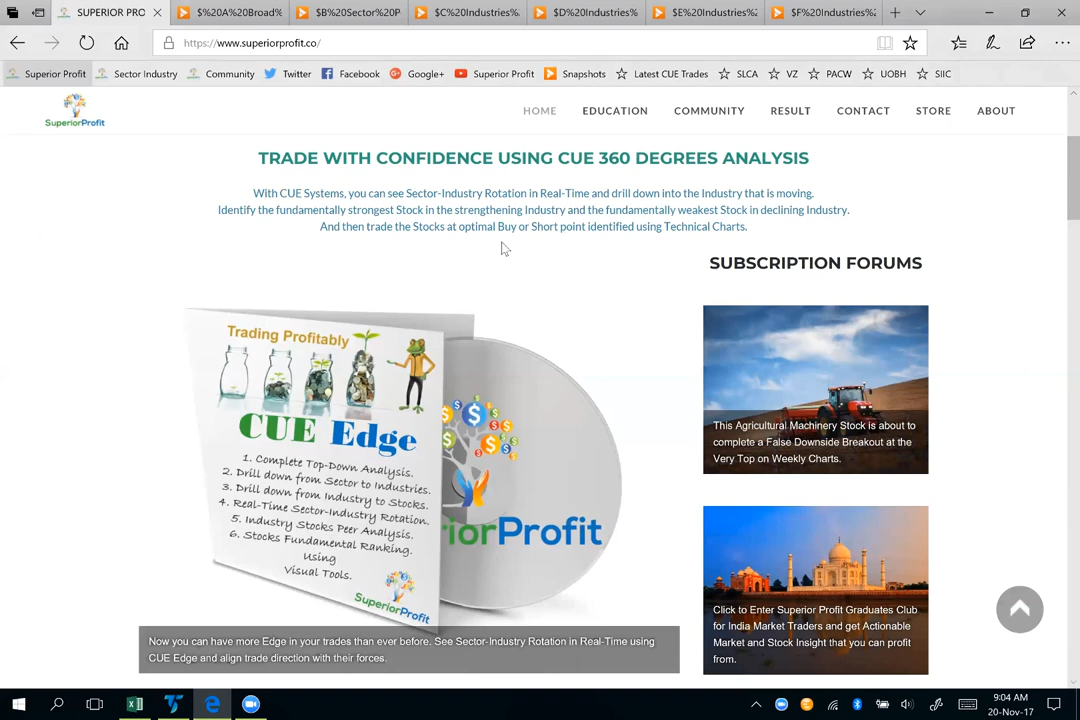 SUPERIOR PRO
$%20A%20Broad%
$B%20Sector%20P
$C%20Industries%
$D%20Industries%
$E%20Industries%2
$F%20Industries%2
https://www.superiorprofit.co/
Superior Profit
Sector Industry
Community
Twitter
Facebook
Google+
Superior Profit
Snapshots
Latest CUE Trades
SLCA
VZ
PACW
UOBH
SIIC
SuperiorProfit
HOME
EDUCATION
COMMUNITY
RESULT
CONTACT
STORE
ABOUT
TRADE WITH CONFIDENCE USING CUE 360 DEGREES ANALYSIS
With CUE Systems, you can see Sector-Industry Rotation in Real-Time and drill down into the Industry that is moving.
Identify the fundamentally strongest Stock in the strengthening Industry and the fundamentally weakest Stock in declining Industry.
And then trade the Stocks at optimal Buy or Short point identified using Technical Charts.
SUBSCRIPTION FORUMS
Trading Profitably
CUE Edge
1. Complete Top-Down Analysis.
2. Drill down from Sector to Industries.
3. Drill down from Industry to Stocks.
4. Real-Time Sector-Industry Rotation.
5. Industry Stocks Peer Analysis.
6. Stocks Fundamental Ranking.
Using
Visual Tools.
SuperiorProfit
iorProfit
Now you can have more Edge in your trades than ever before. See Sector-Industry Rotation in Real-Time using
CUE Edge and align trade direction with their forces.
This Agricultural Machinery Stock is about to
complete a False Downside Breakout at the
Very Top on Weekly Charts.
Click to Enter Superior Profit Graduates Club
for India Market Traders and get Actionable
Market and Stock Insight that you can profit
from.
9:04 AM
20-Nov-17